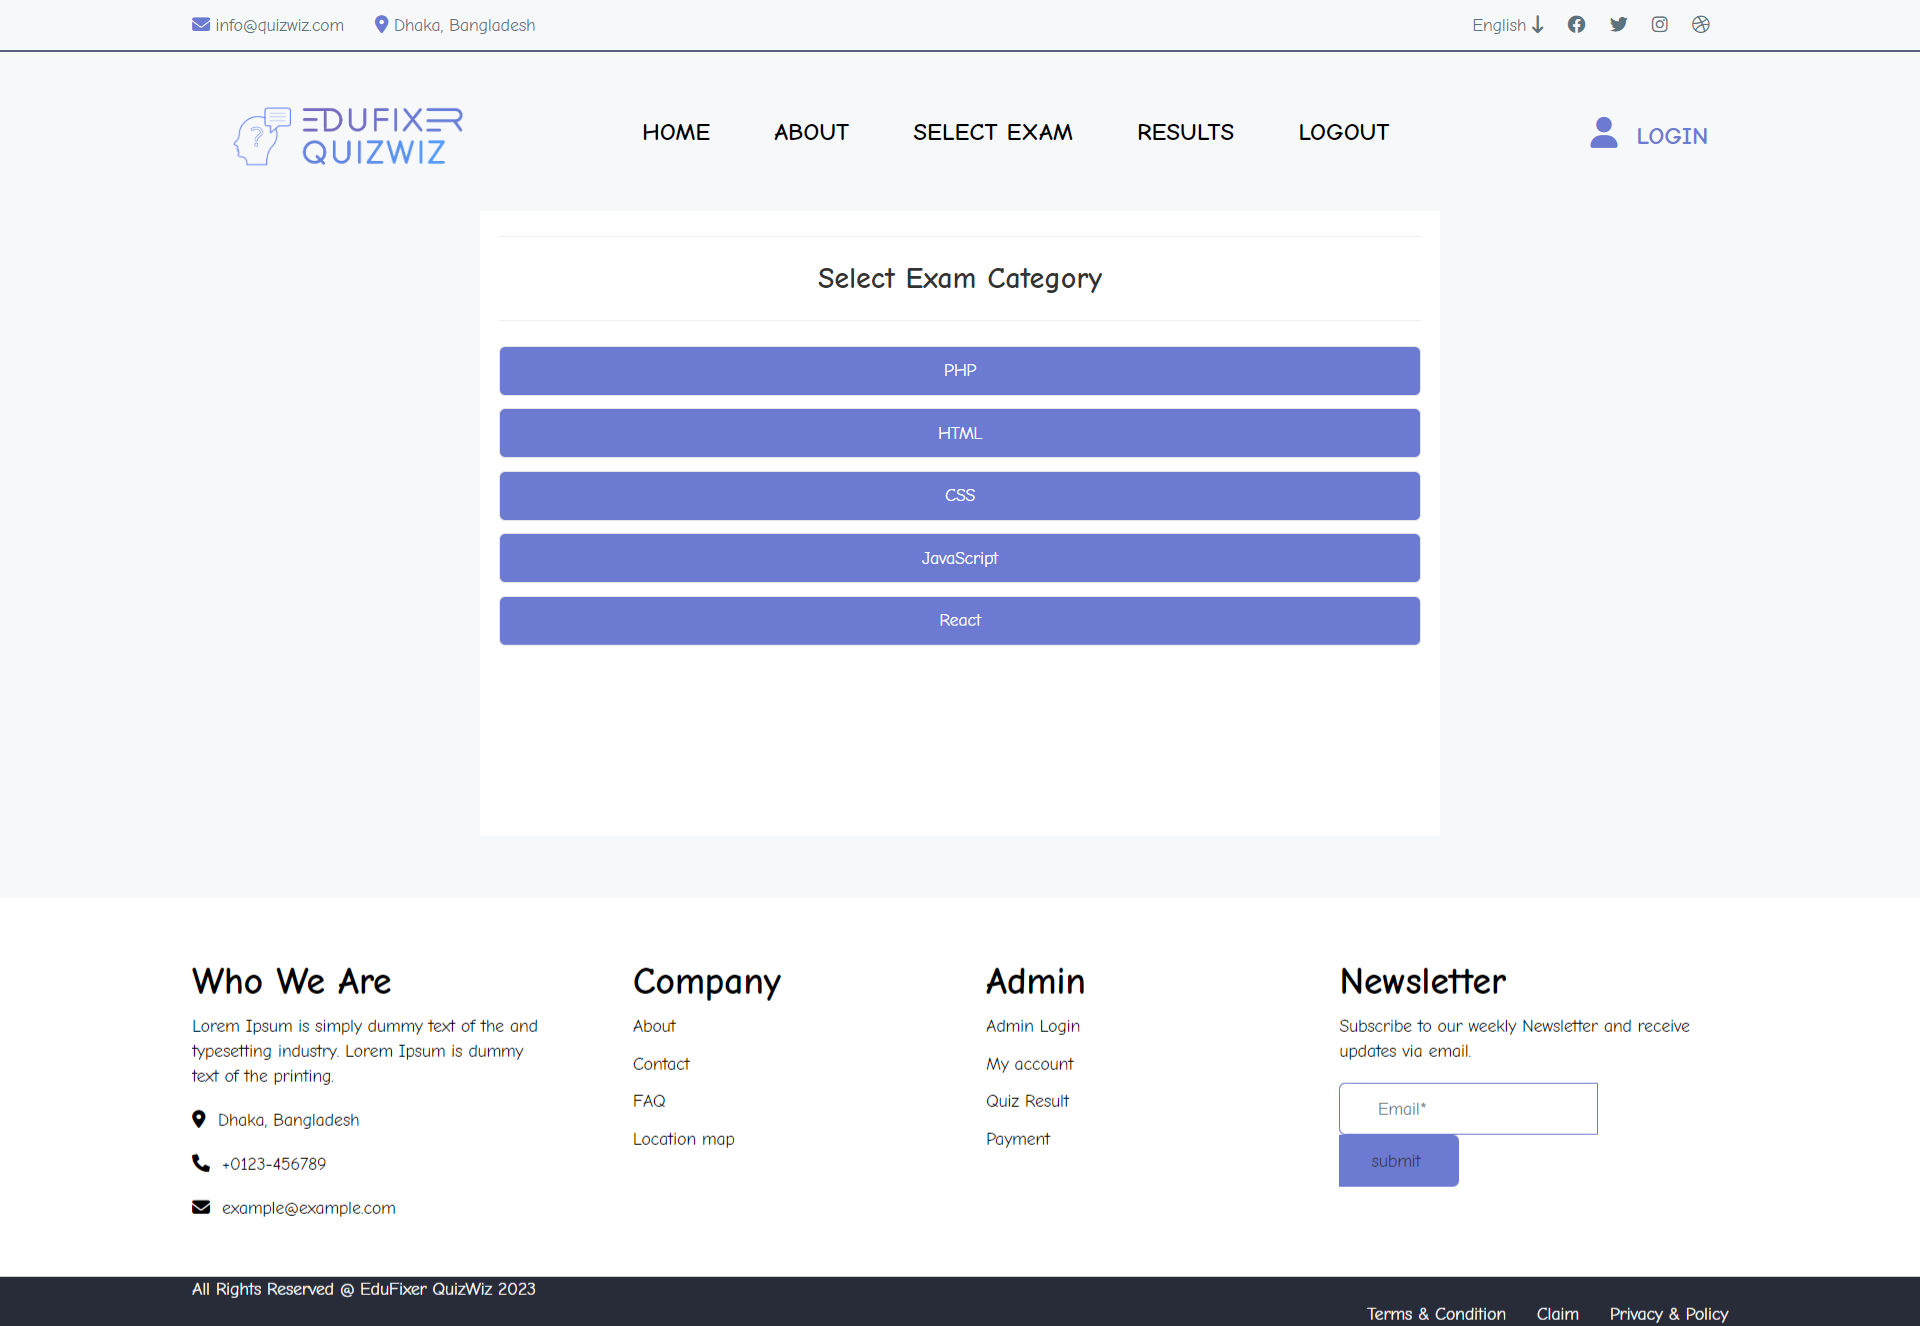 info@quizwiz.com Dhaka, Bangladesh English
EDUFIXER
QUIZWIZ
HOME ABOUT SELECT EXAM RESULTS LOGOUT LOGIN
Select Exam Category
PHP
HTML
CSS
JavaScript
React
Who We Are
Lorem Ipsum is simply dummy text of the and
typesetting industry. Lorem Ipsum is dummy
text of the printing.
Dhaka, Bangladesh
+0123-456789
example@example.com
Company
About
Contact
FAQ
Location map
Admin
Admin Login
My account
Quiz Result
Payment
Newsletter
Subscribe to our weekly Newsletter and receive
updates via email.
Email*
submit
All Rights Reserved @ EduFixer QuizWiz 2023
Terms & Condition Claim Privacy & Policy